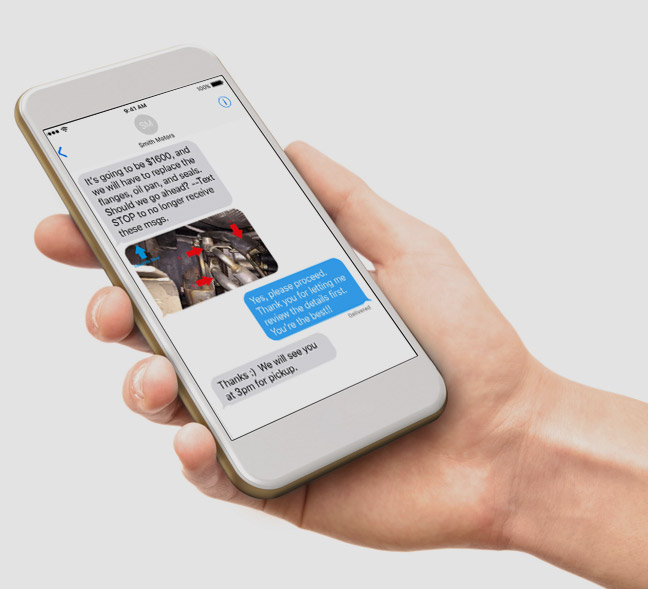 9:41 AM
100%
SM
Smith Motors
It's going to be $1600, and
we will have to replace the
flanges, oil pan, and seals.
Should we go ahead? --Text
STOP to no longer receive
these msgs.
Yes, please proceed.
Thank you for letting me
review the details first.
You're the best!!
Delivered
Thanks :) We will see you
at 3pm for pickup.